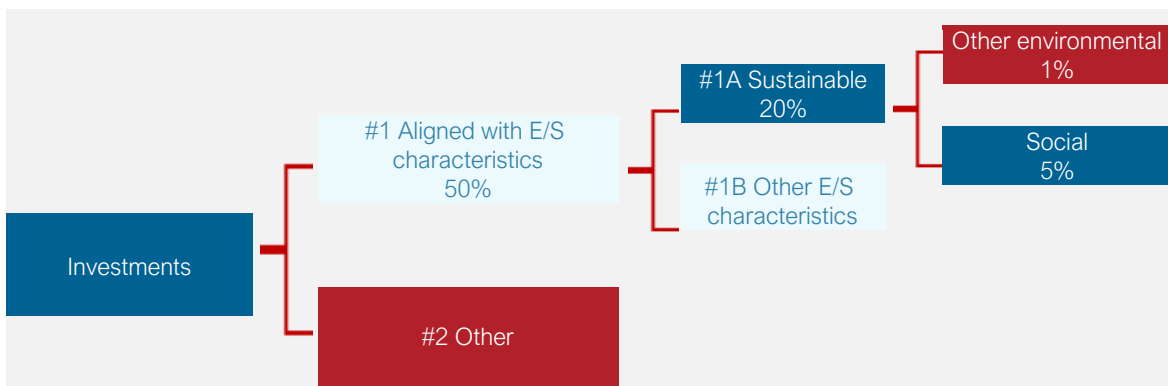 Investments
#1 Aligned with E/S
characteristics
50%
#2 Other
#1A Sustainable
20%
#1B Other E/S
characteristics
Other environmental
1%
Social
5%